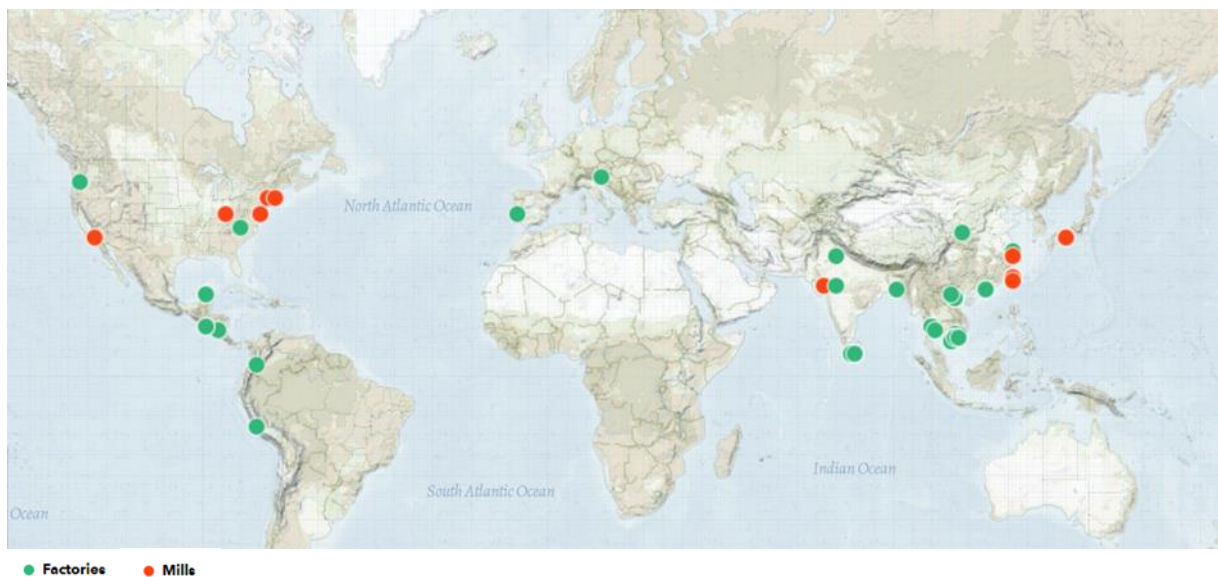 North Atlantic Ocean
Indian Ocean
South Atlantic Ocean
Ocean
Factories
Mills